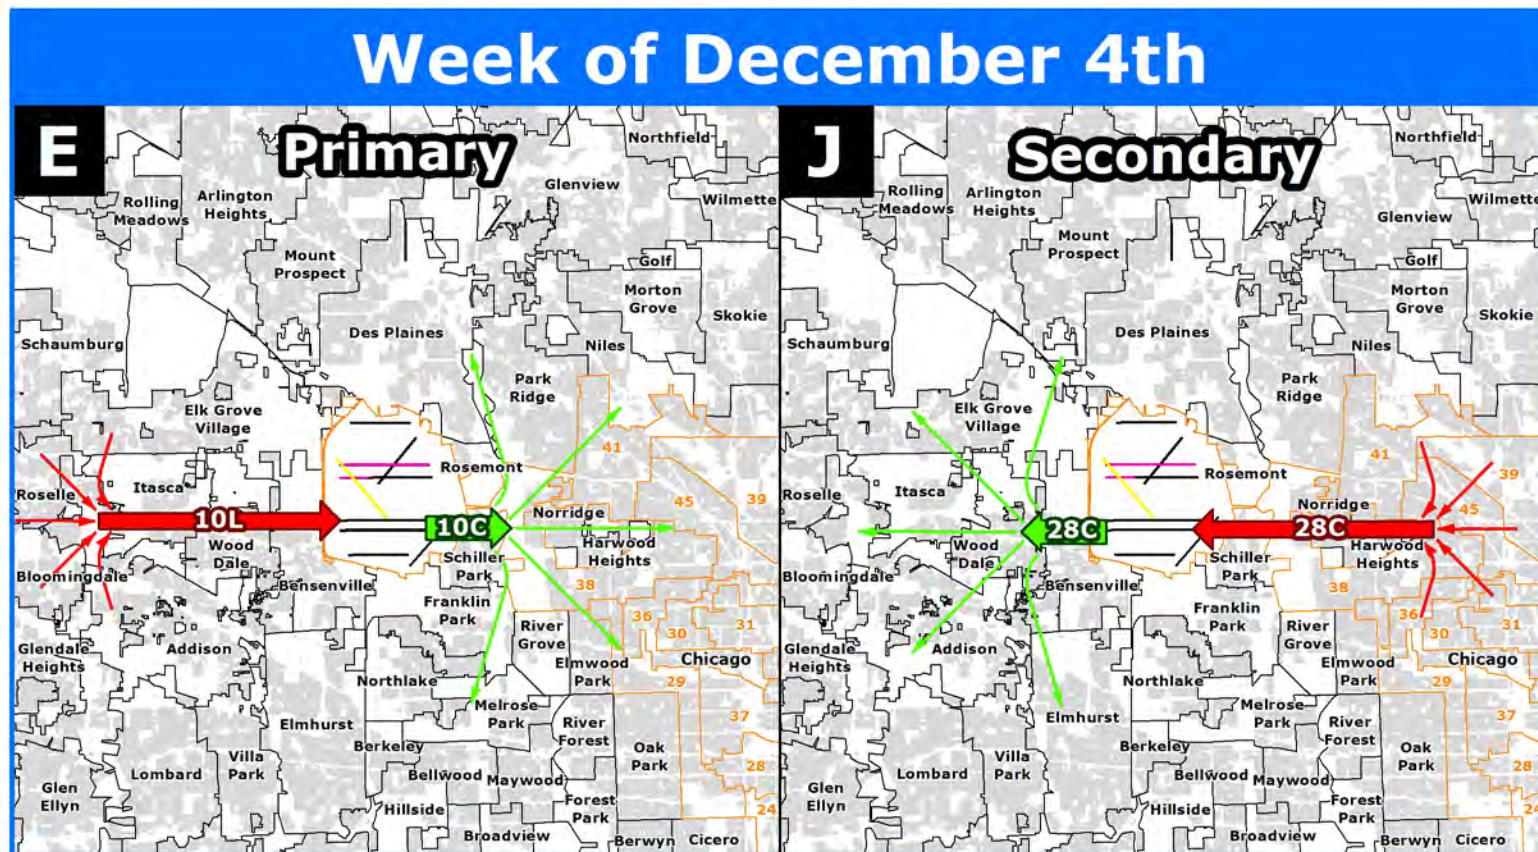 Week of December 4th
E
Primary
Northfield
Glenview
Rolling
Meadows
Arlington
Heights
Wilmette
Mount
Prospect
Golf
Morton
Grove
Skokie
Des Plaines
Schaumburg
Niles
Park
Ridge
Elk Grove
Village
41
Rosemont
Roselle
Itasca
45
39
10L
10C
Norridge
Wood
Dale
Harwood
Heights
Schiller
Park
Bloomingdale
Bensenville
38
Franklin
Park
36
31
River
Grove
30
Glendale
Heights
Addison
Elmwood
Park
Chicago
Northlake
29
Melrose
Park
Elmhurst
37
River
Forest
Berkeley
Oak
Park
Villa
Park
28
Lombard
Bellwood
Maywood
Glen
Ellyn
Forest
Park
Hillside
24
Broadview
Berwyn
Cicero
J
Secondary
Northfield
Rolling
Meadows
Arlington
Heights
Wilmette
Glenview
Mount
Prospect
Golf
Morton
Grove
Skokie
Des Plaines
Schaumburg
Niles
Park
Ridge
Elk Grove
Village
41
Rosemont
39
Roselle
Itasca
Norridge
45
28C
28C
Wood
Dale
Harwood
Heights
Schiller
Park
Bloomingdale
Bensenville
38
Franklin
Park
36
31
River
Grove
30
Glendale
Heights
Addison
Elmwood
Park
Chicago
Northlake
29
Melrose
Park
Elmhurst
37
River
Forest
Berkeley
Oak
Park
Villa
Park
28
Lombard
Bellwood
Maywood
Glen
Ellyn
Forest
Park
Hillside
24
Broadview
Berwyn
Cicero